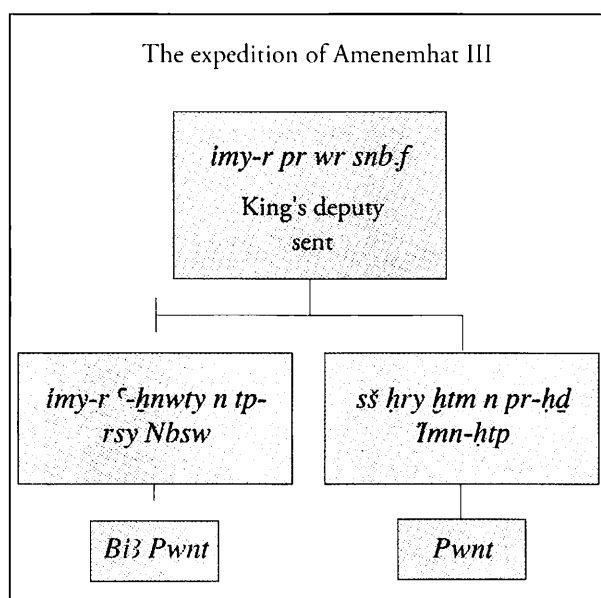 The expedition of Amenemhat III
imy-r pr wr snb.f
King's deputy
sent
imy-r ꜥ-ẖnwty n tp-
rsy Nbsw
sš ḥry ḫtm n pr-ḥḏ
'Imn-ḥtp
Biꜣ Pwnt
Pwnt